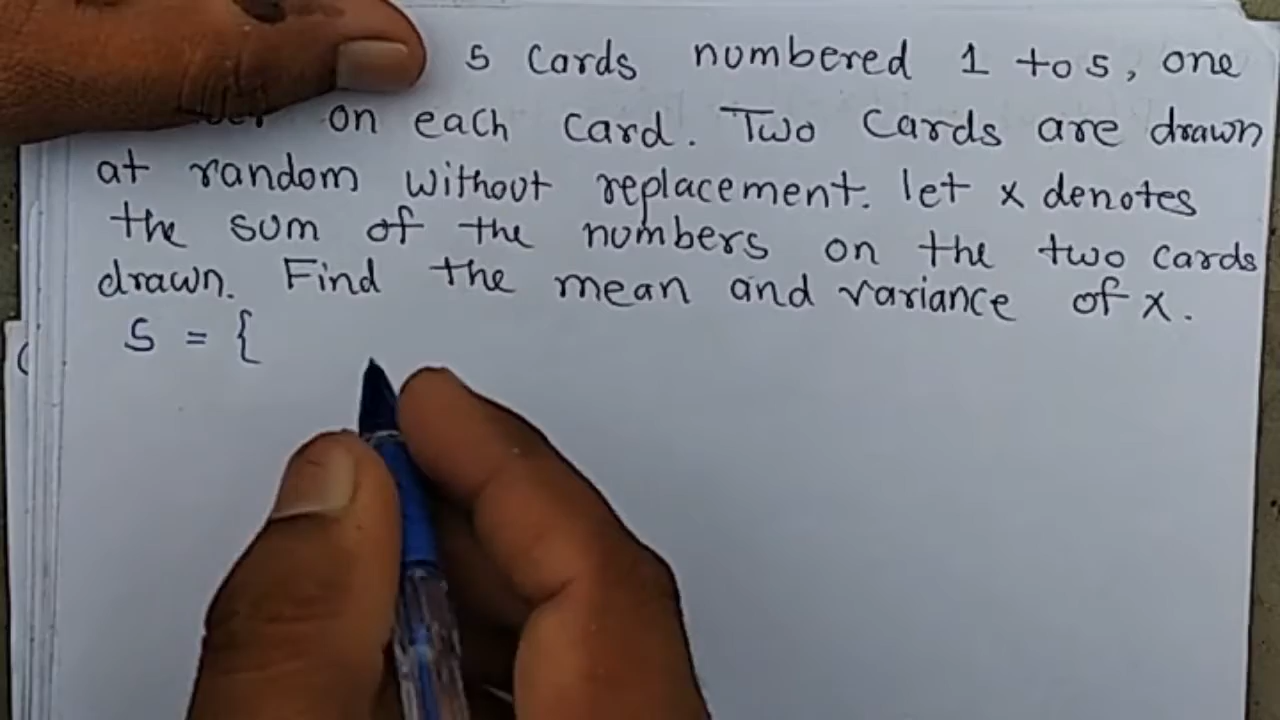 5 cards numbered 1 to 5, one
on each card. Two cards are drawn
at random without replacement. let x denotes
the sum of the numbers on the two cards
drawn. Find the mean and variance of x.
S = {